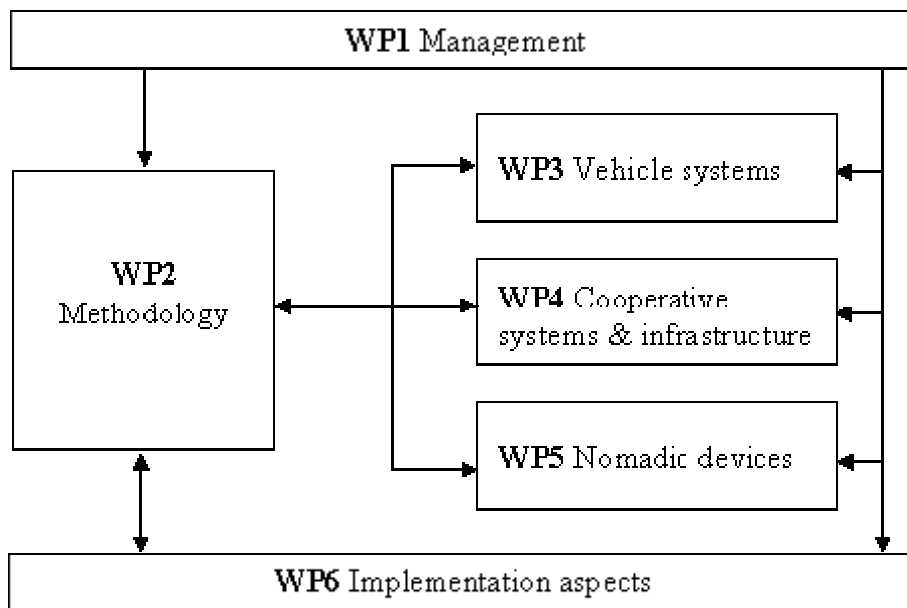 WP1 Management
WP3 Vehicle systems
WP2
Methodology
WP4 Cooperative
systems & infrastructure
WP5 Nomadic devices
WP6 Implementation aspects